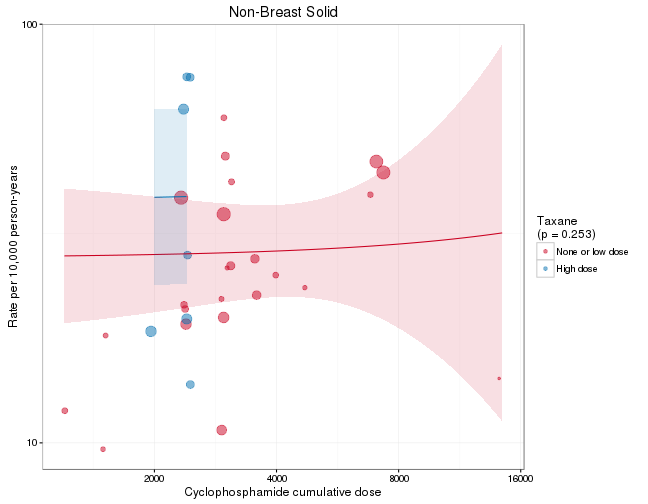 Non-Breast Solid
100
10
Rate per 10,000 person-years
2000
4000
8000
16000
Cyclophosphamide cumulative dose
Taxane
(p = 0.253)
None or low dose
High dose